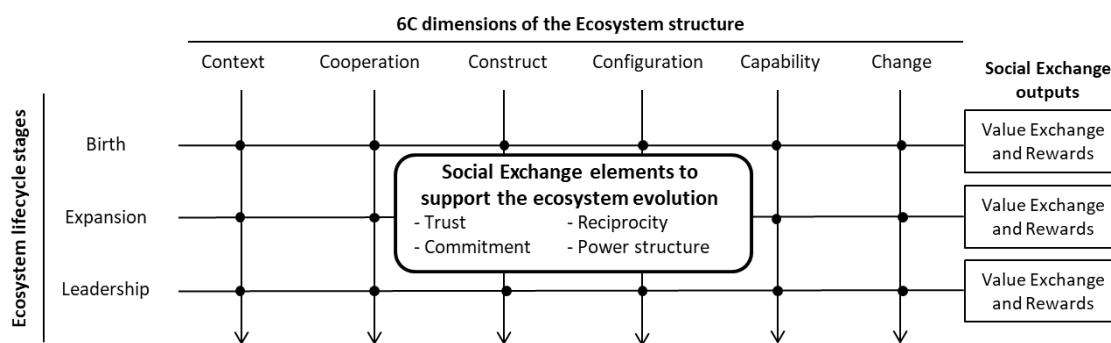 6C dimensions of the Ecosystem structure
Context Cooperation Construct Configuration Capability Change
Social Exchange
outputs
Ecosystem lifecycle stages
Birth
Value Exchange
and Rewards
Social Exchange elements to
support the ecosystem evolution
- Trust - Reciprocity
- Commitment - Power structure
Expansion
Value Exchange
and Rewards
Leadership
Value Exchange
and Rewards